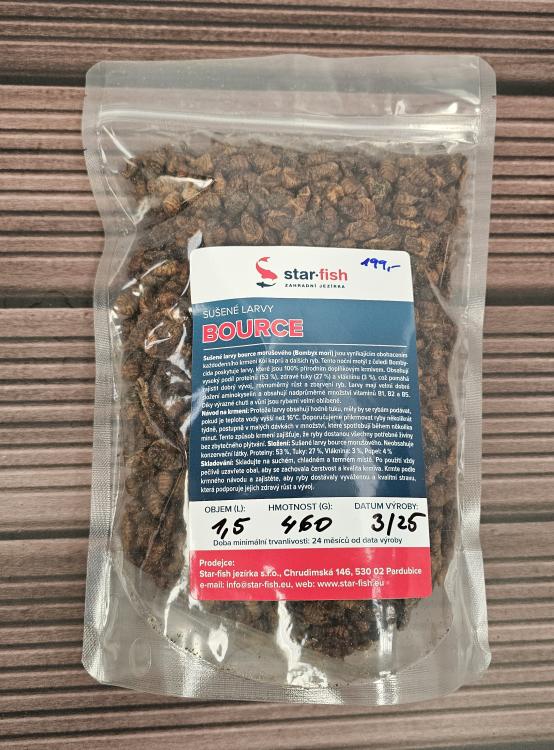 star-fish
ZAHRADNÍ JEZÍRKA
199,-
SUŠENÉ LARVY
BOURCE
Sušené larvy bource morušového (Bombyx mori) jsou vynikajícím obohacením
každodenního krmení Koi kaprů a dalších ryb. Tento noční motýl z čeledi Bomby-
cida poskytuje larvy, které jsou 100% přírodním doplňkovým krmivem. Obsahují
vysoký podíl proteinů (53 %), zdravé tuky (27 %) a vlákninu (3 %), což pomáhá
zajistit dobrý vývoj, rovnoměrný růst a zbarvení ryb. Larvy mají velmi dobré
složení aminokyselin a obsahují nadprůměrné množství vitamínů B1, B2 a B5.
Díky výrazné chuti a vůni jsou rybami velmi oblíbené.
Návod na krmení: Protože larvy obsahují hodně tuku, měly by se rybám podávat,
pokud je teplota vody vyšší než 16°C. Doporučujeme přikrmovat ryby několikrát
týdně, postupně v malých dávkách v množství, které spotřebují během několika
minut. Tento způsob krmení zajišťuje, že ryby dostanou všechny potřebné živiny
bez zbytečného plýtvání. Složení: Sušené larvy bource morušového. Neobsahuje
konzervační látky. Proteiny: 53 %, Tuky: 27 %, Vláknina: 3 %, Popel: 4 %
Skladování: Skladujte na suchém, chladném a temném místě. Po použití vždy
pečlivě uzavřete obal, aby se zachovala čerstvost a kvalita krmiva. Krmte podle
krmného návodu a zajistěte, aby ryby dostávaly vyváženou a kvalitní stravu,
která podporuje jejich zdravý růst a vývoj.
OBJEM (L): HMOTNOST (G): DATUM VÝROBY:
1,5 460 3/25
Doba minimální trvanlivosti: 24 měsíců od data výroby
Prodejce:
Star-fish jezírka s.r.o., Chrudimská 146, 530 02 Pardubice
e-mail: info@star-fish.eu, web: www.star-fish.eu